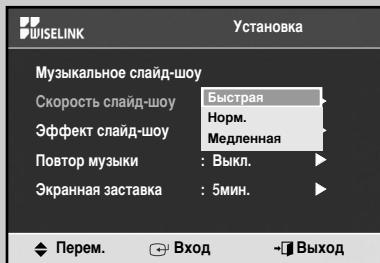 WISELINK Установка
Музыкальное слайд-шоу
Скорость слайд-шоу Быстрая
Норм.
Эффект слайд-шоу Медленная
Повтор музыки : Выкл.
Экранная заставка : 5мин.
Перем. Вход Выход